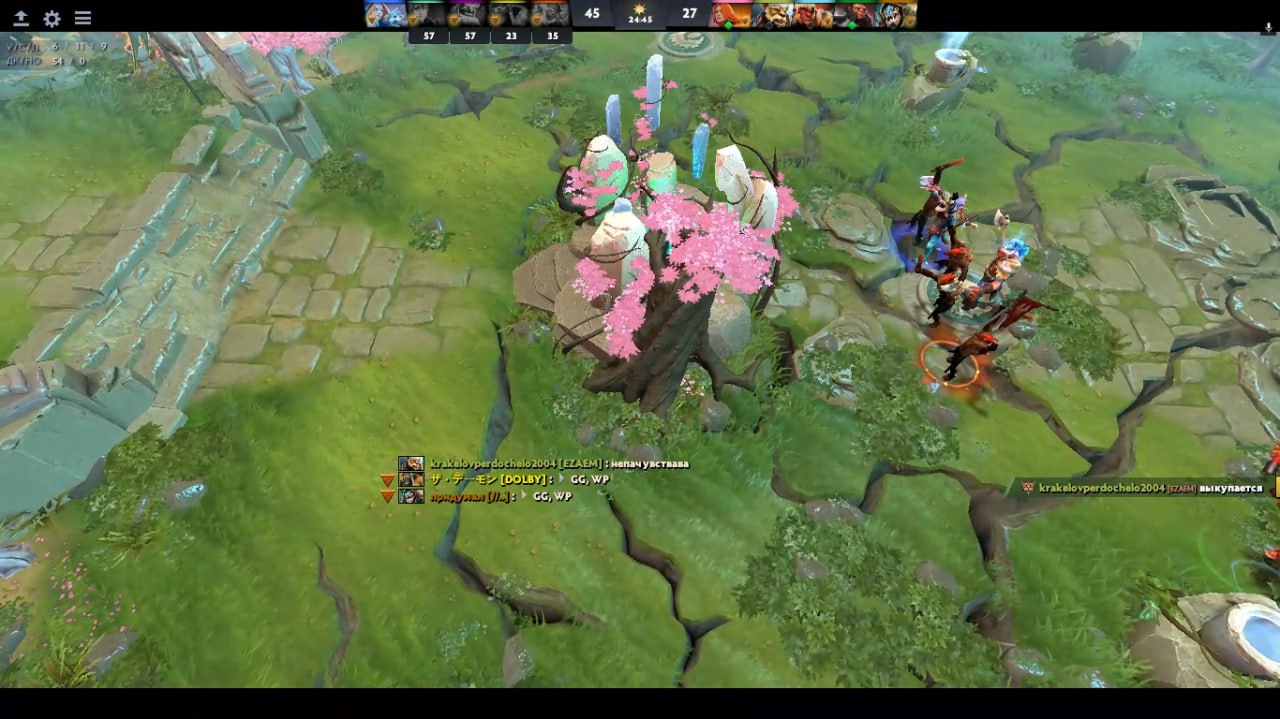 45 24:45 27
57 57 23 35
У/С/П 6 / 11 / 9
ДК/НО 54 / 0
krakelovperdochelo2004 [EZAEM] : непачувствава
ザ・デーモン [DOLBY] : GG, WP
придумал [//..] : GG, WP
krakelovperdochelo2004 [EZAEM] выкупается